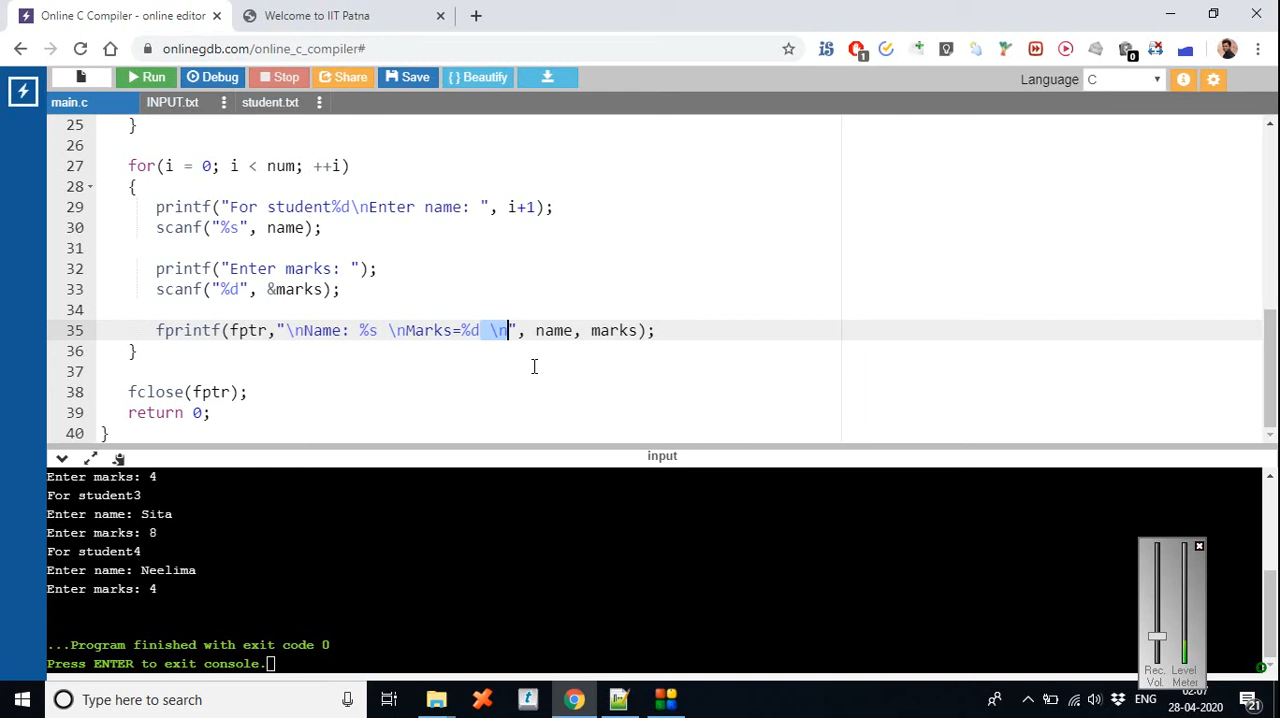 Online C Compiler - online editor
Welcome to IIT Patna
onlinegdb.com/online_c_compiler#
Run
Debug
Stop
Share
Save
{ } Beautify
Language
C
main.c
INPUT.txt
student.txt
25 }
26
27 for(i = 0; i < num; ++i)
28 {
29 printf("For student%d\nEnter name: ", i+1);
30 scanf("%s", name);
31
32 printf("Enter marks: ");
33 scanf("%d", &marks);
34
35 fprintf(fptr,"\nName: %s \nMarks=%d \n", name, marks);
36 }
37
38 fclose(fptr);
39 return 0;
40 }
input
Enter marks: 4
For student3
Enter name: Sita
Enter marks: 8
For student4
Enter name: Neelima
Enter marks: 4
...Program finished with exit code 0
Press ENTER to exit console.
Rec. Vol.
Level Meter
Type here to search
ENG
02:07
28-04-2020
21